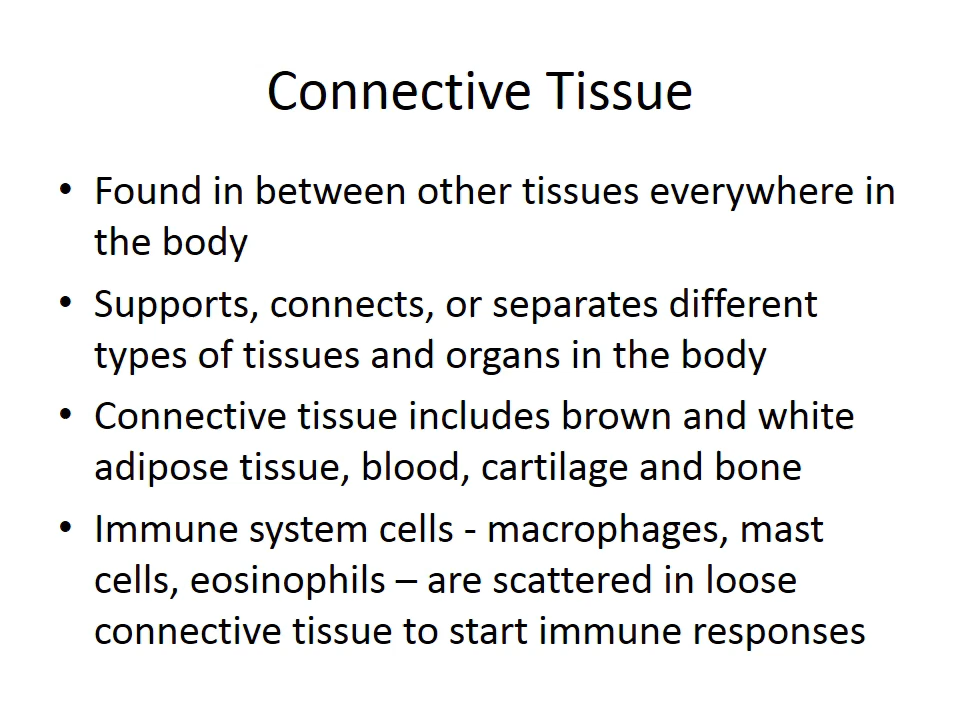 Connective Tissue
• Found in between other tissues everywhere in
the body
• Supports, connects, or separates different
types of tissues and organs in the body
• Connective tissue includes brown and white
adipose tissue, blood, cartilage and bone
• Immune system cells - macrophages, mast
cells, eosinophils – are scattered in loose
connective tissue to start immune responses